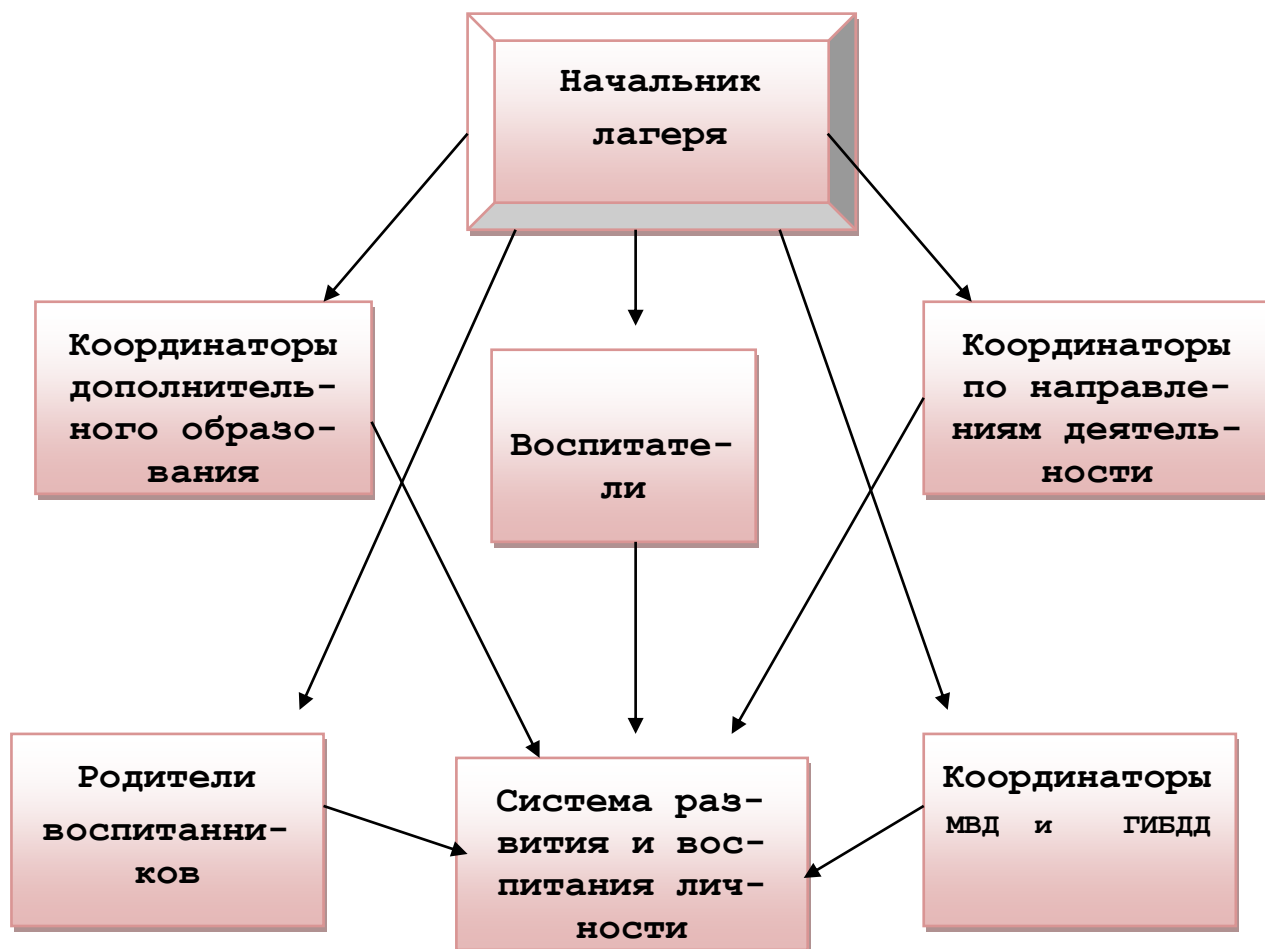 Начальник
лагеря
Координаторы
дополнитель-
ного образо-
вания
Воспитате-
ли
Координаторы
по направле-
ниям деятель-
ности
Родители
воспитанни-
ков
Система раз-
вития и вос-
питания лич-
ности
Координаторы
МВД и ГИБДД